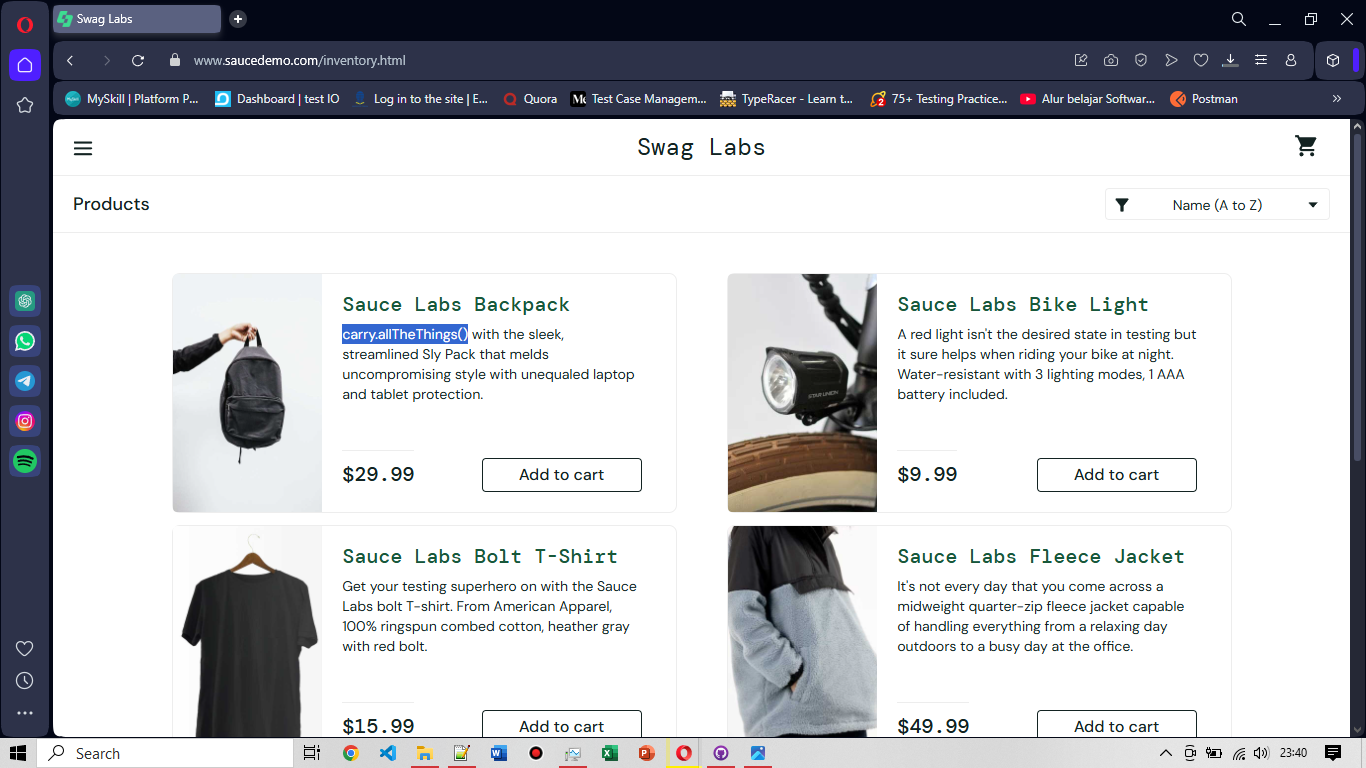 Swag Labs
www.saucedemo.com/inventory.html
MySkill | Platform P...
Dashboard | test IO
Log in to the site | E...
Quora
Test Case Managem...
TypeRacer - Learn t...
75+ Testing Practice...
Alur belajar Softwar...
Postman
Swag Labs
Products
Name (A to Z)
Sauce Labs Backpack
carry.allTheThings() with the sleek,
streamlined Sly Pack that melds
uncompromising style with unequaled laptop
and tablet protection.
$29.99
Add to cart
Sauce Labs Bike Light
A red light isn't the desired state in testing but
it sure helps when riding your bike at night.
Water-resistant with 3 lighting modes, 1 AAA
battery included.
$9.99
Add to cart
Sauce Labs Bolt T-Shirt
Get your testing superhero on with the Sauce
Labs bolt T-shirt. From American Apparel,
100% ringspun combed cotton, heather gray
with red bolt.
$15.99
Add to cart
Sauce Labs Fleece Jacket
It's not every day that you come across a
midweight quarter-zip fleece jacket capable
of handling everything from a relaxing day
outdoors to a busy day at the office.
$49.99
Add to cart
Search
23:40